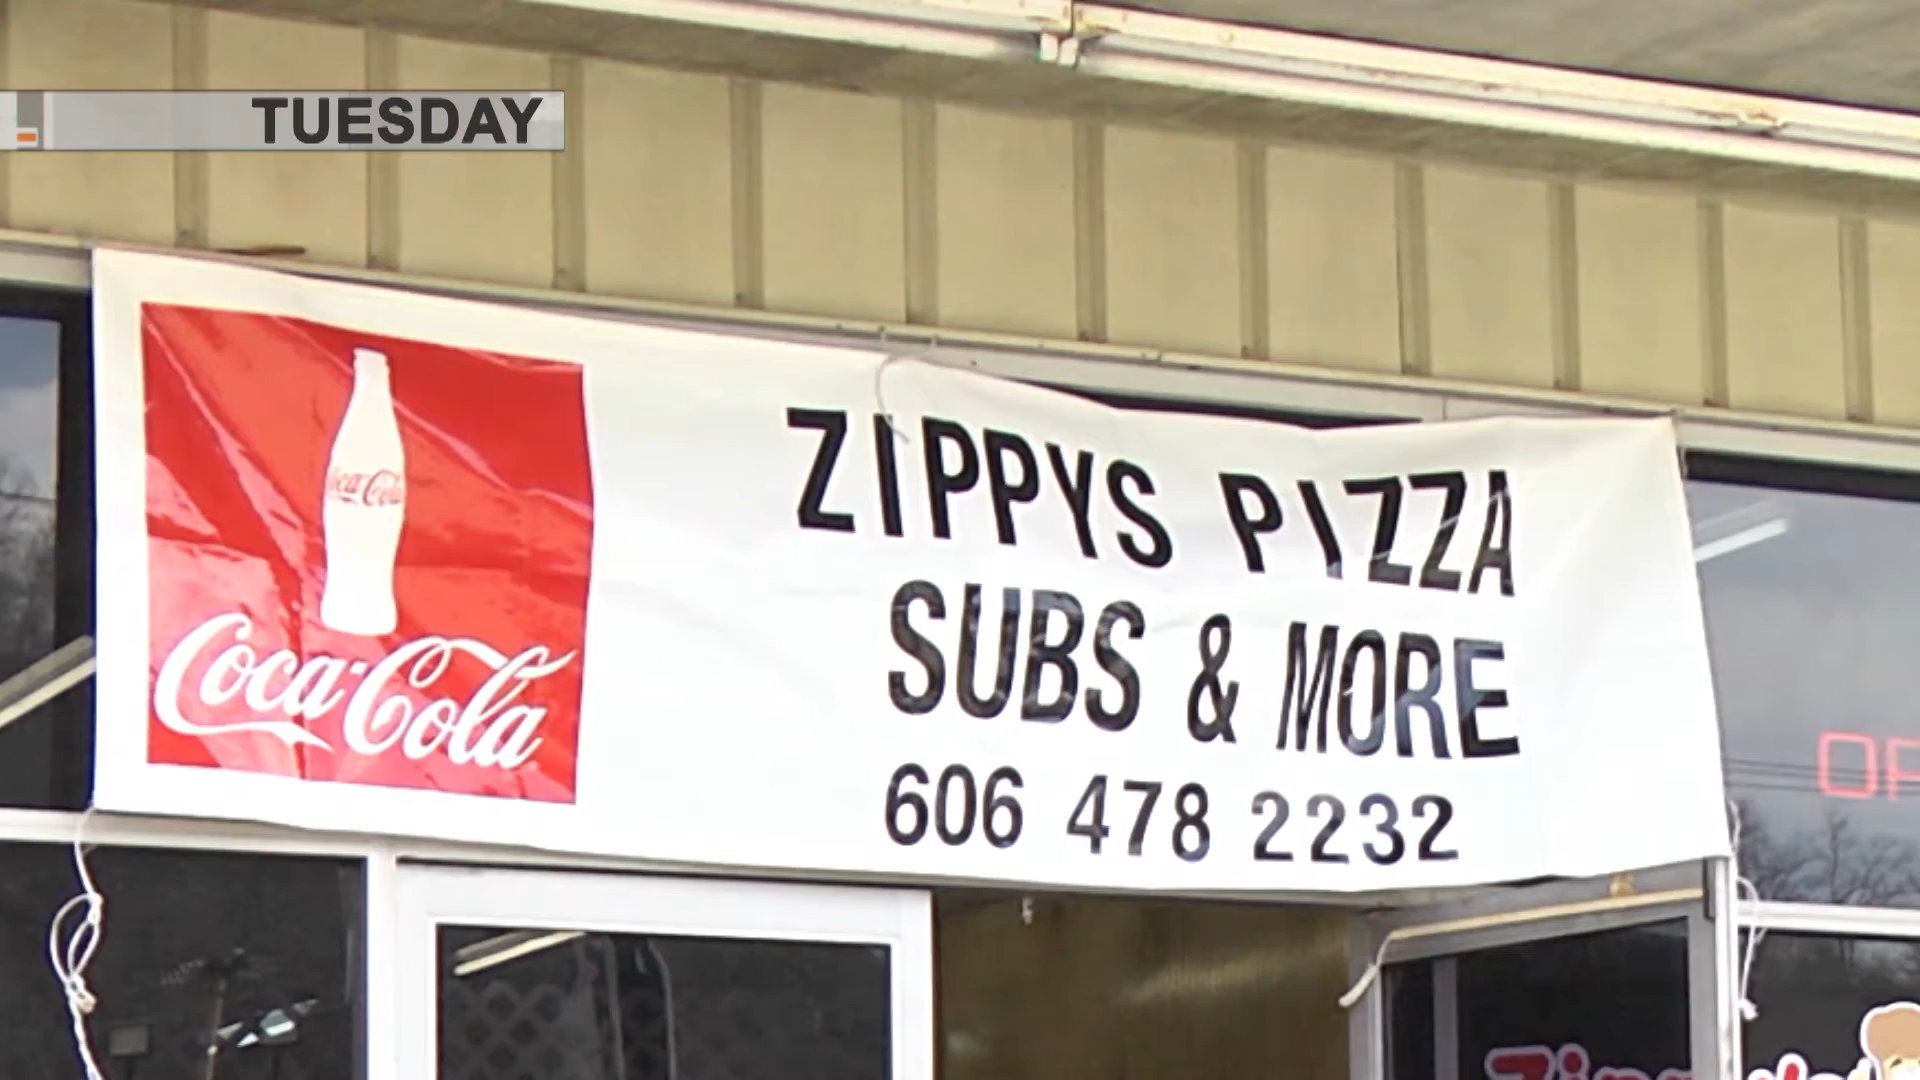 TUESDAY
Coca-Cola
Coca-Cola
ZIPPYS PIZZA
SUBS & MORE
606 478 2232